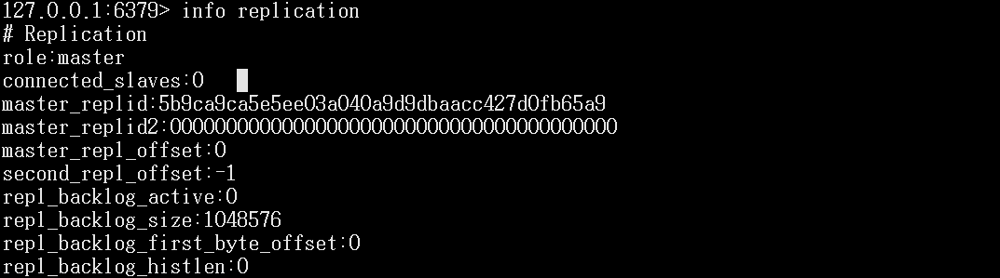 127.0.0.1:6379> info replication
# Replication
role:master
connected_slaves:0
master_replid:5b9ca9ca5e5ee03a040a9d9dbaacc427d0fb65a9
master_replid2:0000000000000000000000000000000000000000
master_repl_offset:0
second_repl_offset:-1
repl_backlog_active:0
repl_backlog_size:1048576
repl_backlog_first_byte_offset:0
repl_backlog_histlen:0